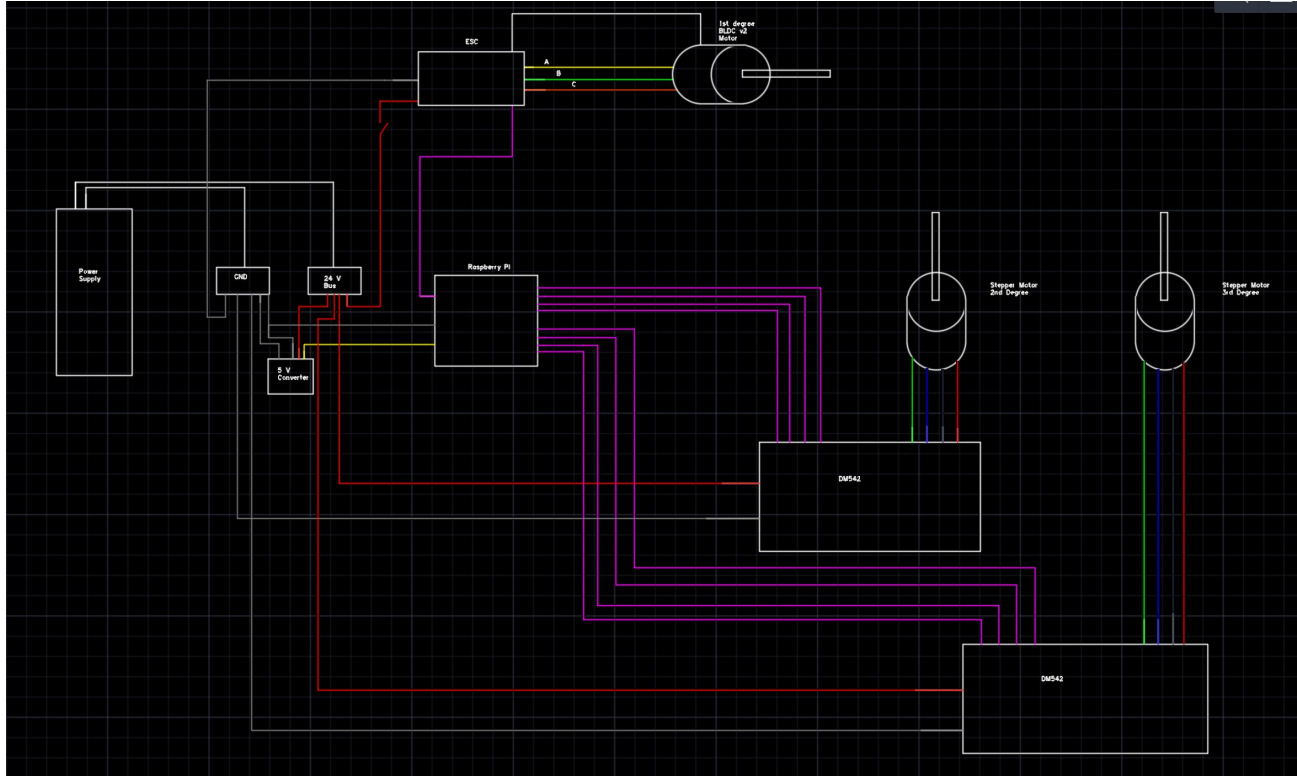 1st degree
BLDC v2
Motor
ESC
A
B
C
Power
Supply
GND
24 V
Bus
Raspberry Pi
Stepper Motor
2nd Degree
Stepper Motor
3rd Degree
5 V
Converter
DM542
DM542